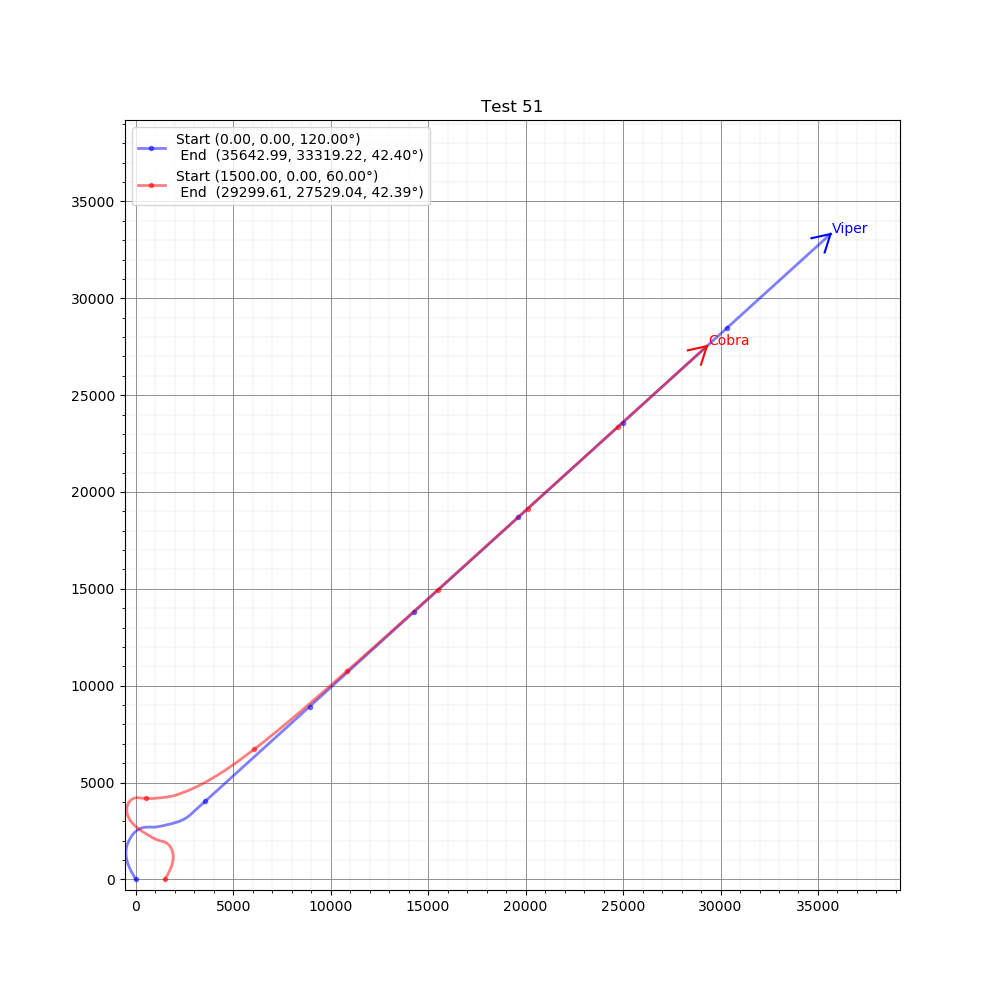 Test 51
Start (0.00, 0.00, 120.00°)
End  (35642.99, 33319.22, 42.40°)
Start (1500.00, 0.00, 60.00°)
End  (29299.61, 27529.04, 42.39°)
35000
Viper
30000
Cobra
25000
20000
15000
10000
5000
0
0 5000 10000 15000 20000 25000 30000 35000